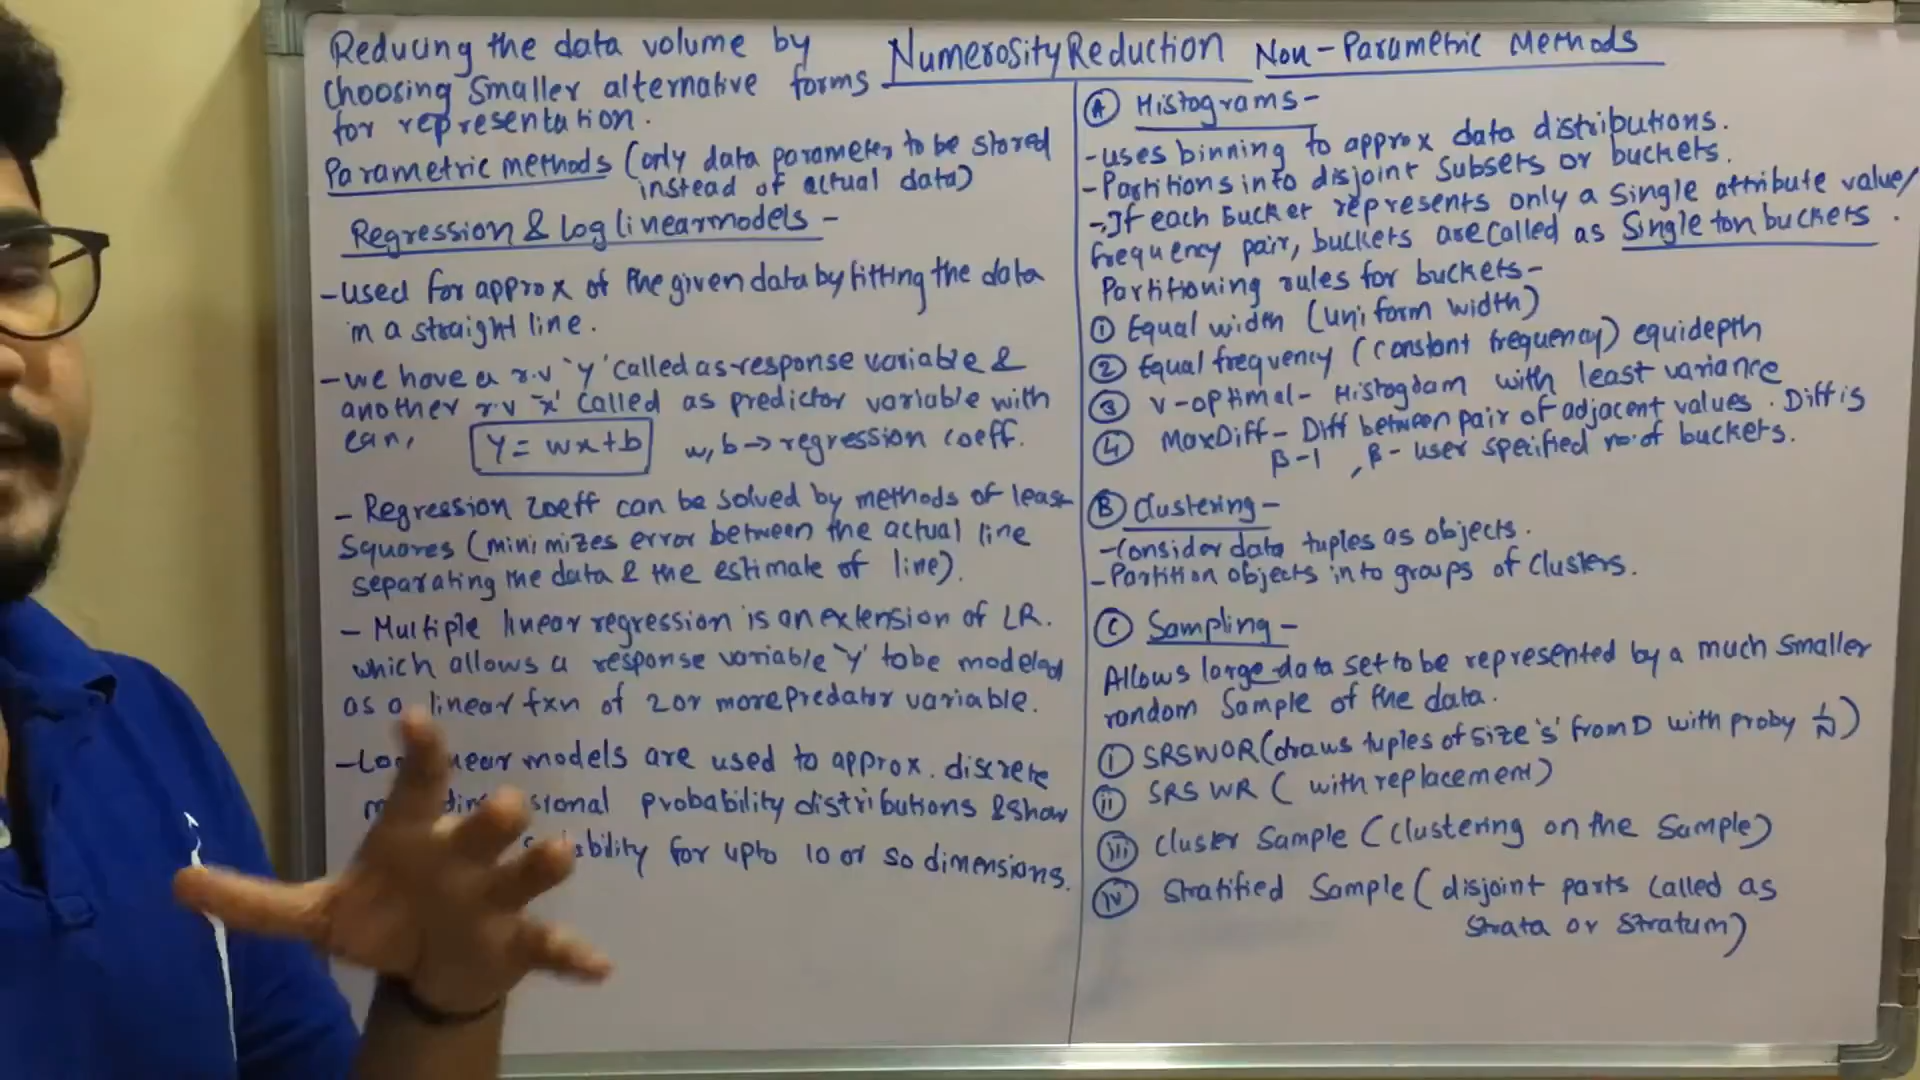 Numerosity Reduction
Reducing the data volume by
choosing smaller alternative forms
for representation.
Parametric methods (only data parameters to be stored
instead of actual data)
Regression & Log linear models -
- used for approx of the given data by fitting the data
in a straight line.
- we have a r.v 'y' called as response variable &
another r.v 'x' called as predictor variable with
eqn,
y = wx+b
w, b → regression coeff.
- Regression coeff can be solved by methods of least
squares (minimizes error between the actual line
separating the data & the estimate of line).
- Multiple linear regression is an extension of LR.
which allows a response variable 'y' to be modeled
as a linear fxn of 2 or more predator variable.
models are used to approx. discrete
probability distributions & show
for upto 10 or so dimensions.
Non-Parametric Methods
(A) Histograms -
- uses binning to approx data distributions.
- Partitions into disjoint subsets or buckets.
- If each bucket represents only a single attribute value/
frequency pair, buckets are called as Single ton buckets.
Partitioning rules for buckets -
① Equal width (uniform width)
② Equal frequency (constant frequency) equidepth
③ V-optimal - Histogdam with least variance
④ MaxDiff - Diff between pair of adjacent values. Diff is
β-1 , β - user specified no. of buckets.
(B) Clustering -
- Consider data tuples as objects.
- Partition objects into groups of clusters.
(C) Sampling -
Allows large data set to be represented by a much smaller
random sample of the data.
(i) SRSWOR (draws tuples of size 's' from D with proby 1/N)
(ii) SRSWR ( with replacement)
(iii) Cluster Sample (clustering on the sample)
(iv) Stratified Sample (disjoint parts called as
strata or stratum)